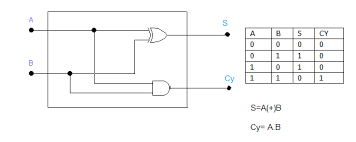 A
S
B
Cy
A B S CY
0 0 0 0
0 1 1 0
1 0 1 0
1 1 0 1
S=A(+)B
Cy= A.B